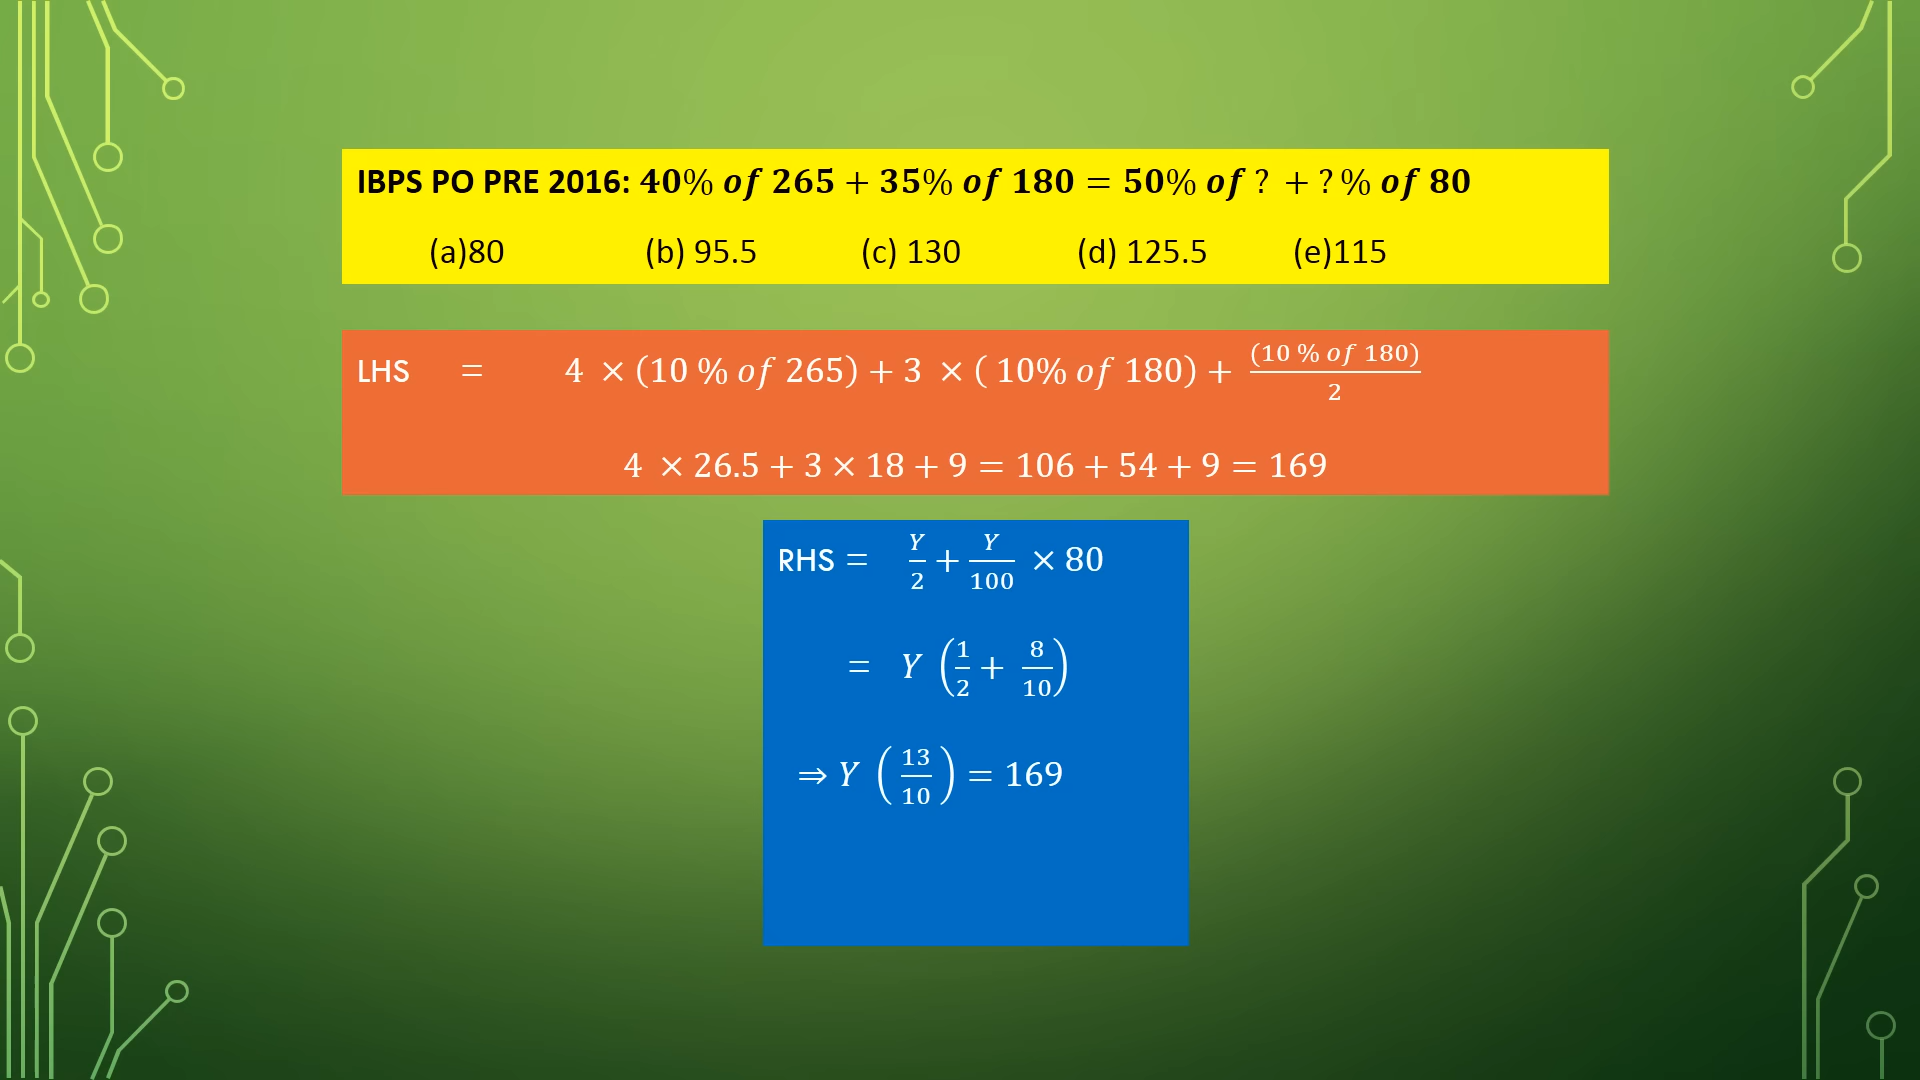 IBPS PO PRE 2016: 40% of 265 + 35% of 180 = 50% of ? + ? % of 80
(a)80 (b) 95.5 (c) 130 (d) 125.5 (e)115
LHS = 4 × (10 % of 265) + 3 × ( 10% of 180) + (10 % of 180)/2
4 × 26.5 + 3 × 18 + 9 = 106 + 54 + 9 = 169
RHS = Y/2 + Y/100 × 80
= Y (1/2 + 8/10)
⇒ Y (13/10) = 169